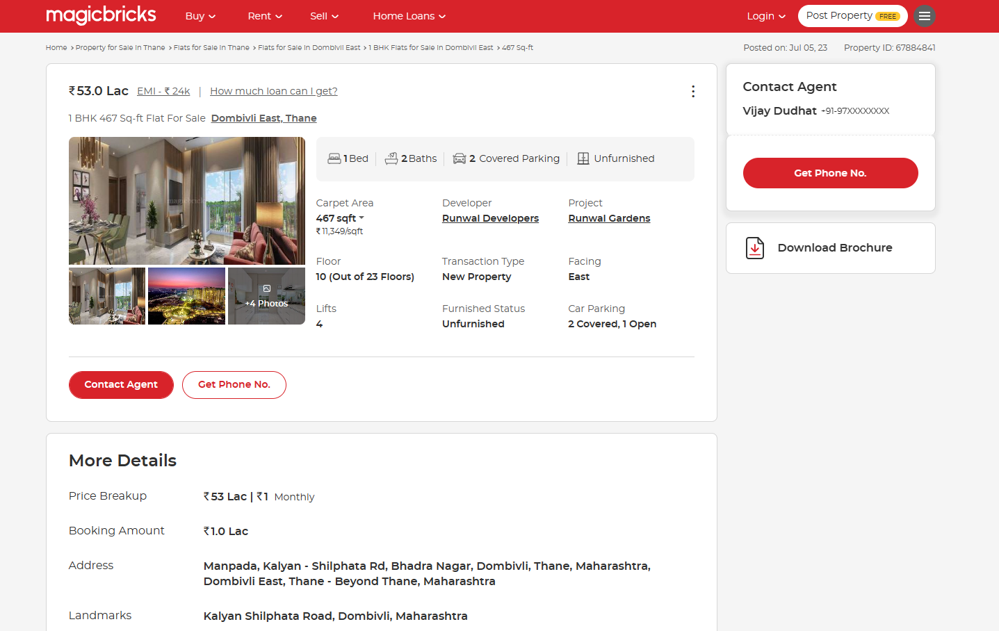 magicbricks
Buy
Rent
Sell
Home Loans
Login
Post Property FREE
Home > Property for Sale in Thane > Flats for Sale in Thane > Flats for Sale in Dombivli East > 1 BHK Flats for Sale in Dombivli East > 467 Sq-ft
Posted on: Jul 05, 23 Property ID: 67884841
₹53.0 Lac EMI - ₹ 24k | How much loan can I get?
1 BHK 467 Sq-ft Flat For Sale Dombivli East, Thane
magicbricks
+4 Photos
1 Bed
2 Baths
2 Covered Parking
Unfurnished
Carpet Area
467 sqft
₹11,349/sqft
Developer
Runwal Developers
Project
Runwal Gardens
Floor
10 (Out of 23 Floors)
Transaction Type
New Property
Facing
East
Lifts
4
Furnished Status
Unfurnished
Car Parking
2 Covered, 1 Open
Contact Agent
Get Phone No.
Contact Agent
Vijay Dudhat +91-97XXXXXXXX
Get Phone No.
Download Brochure
More Details
Price Breakup ₹53 Lac | ₹1 Monthly
Booking Amount ₹1.0 Lac
Address Manpada, Kalyan - Shilphata Rd, Bhadra Nagar, Dombivli, Thane, Maharashtra,
Dombivli East, Thane - Beyond Thane, Maharashtra
Landmarks Kalyan Shilphata Road, Dombivli, Maharashtra